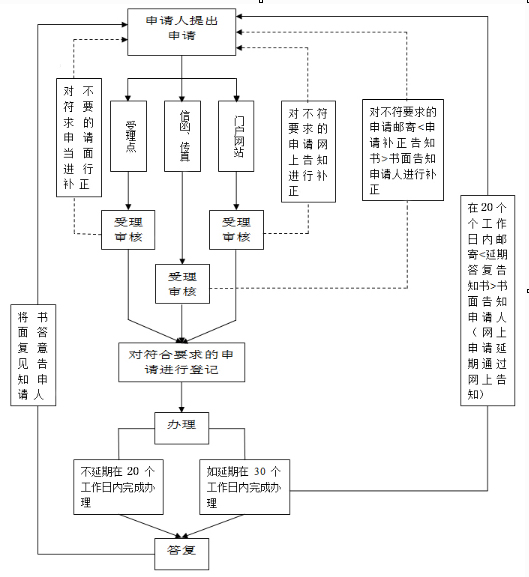 申请人提出
申请
对不
符要
求的
申请
当面
进行
补正
受理点
信函、传真
门户网站
对不符
要求的
申请网
上告知
进行补
正
对不符要求的
申请邮寄<申
请补正告知
书>书面告知
申请人进行补
正
受理
审核
受理
审核
受理
审核
在20个
个工作
日内邮
寄<延期
答复告
知书>书
面告知
申请人
（网上
申请延
期通过
网上告
知）
将书
面答
复意
见告
知申
请人
对符合要求的申
请进行登记
办理
不延期在20个
工作日内完成办
理
如延期在30个
工作日内完成办
理
答复